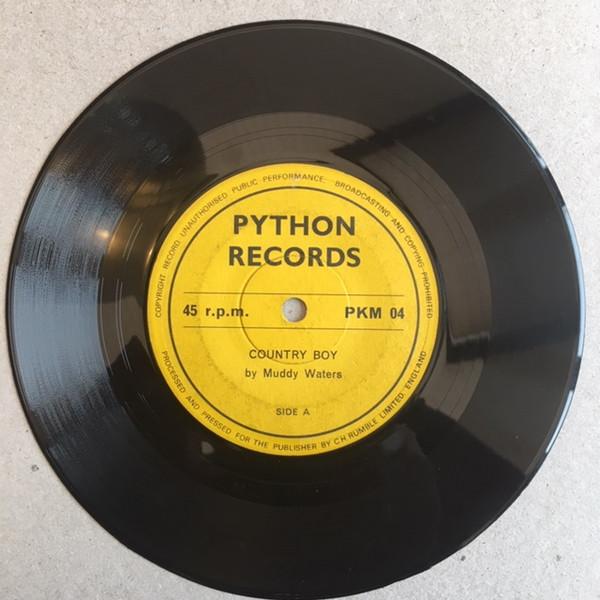 COPYRIGHT RECORD UNAUTHORISED PUBLIC PERFORMANCE. BROADCASTING AND COPYING PROHIBITED
PYTHON
RECORDS
45 r.p.m. PKM 04
COUNTRY BOY
by Muddy Waters
SIDE A
PROCESSED AND PRESSED FOR THE PUBLISHER BY C H RUMBLE LIMITED, ENGLAND